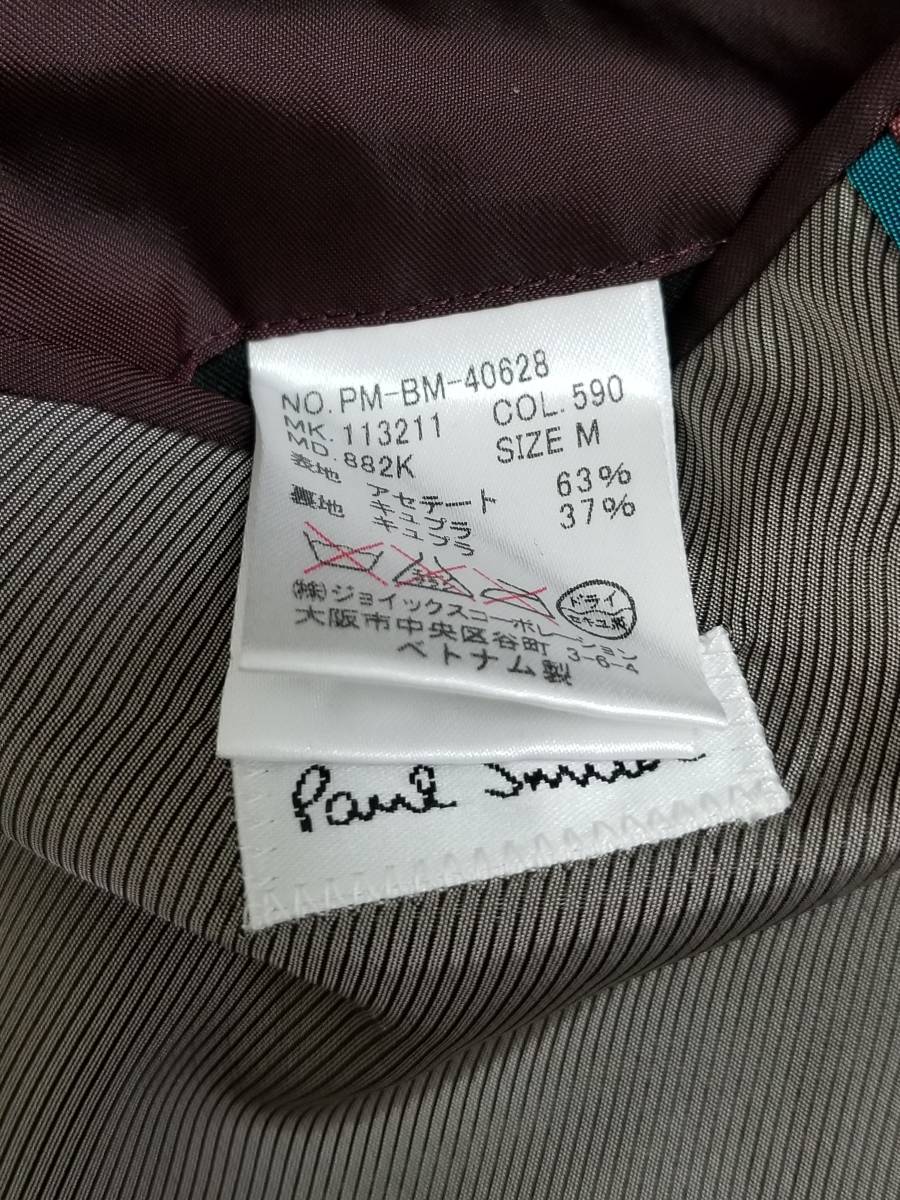 NO. PM-BM-40628
MK. 113211 COL. 590
MD. 882K SIZE M
表地 アセテート 63%
キュプラ 37%
裏地 キュプラ
ドライ
セキユ系
㈱ジョイックスコーポレーション
大阪市中央区谷町 3-6-4
ベトナム製
Paul Smith